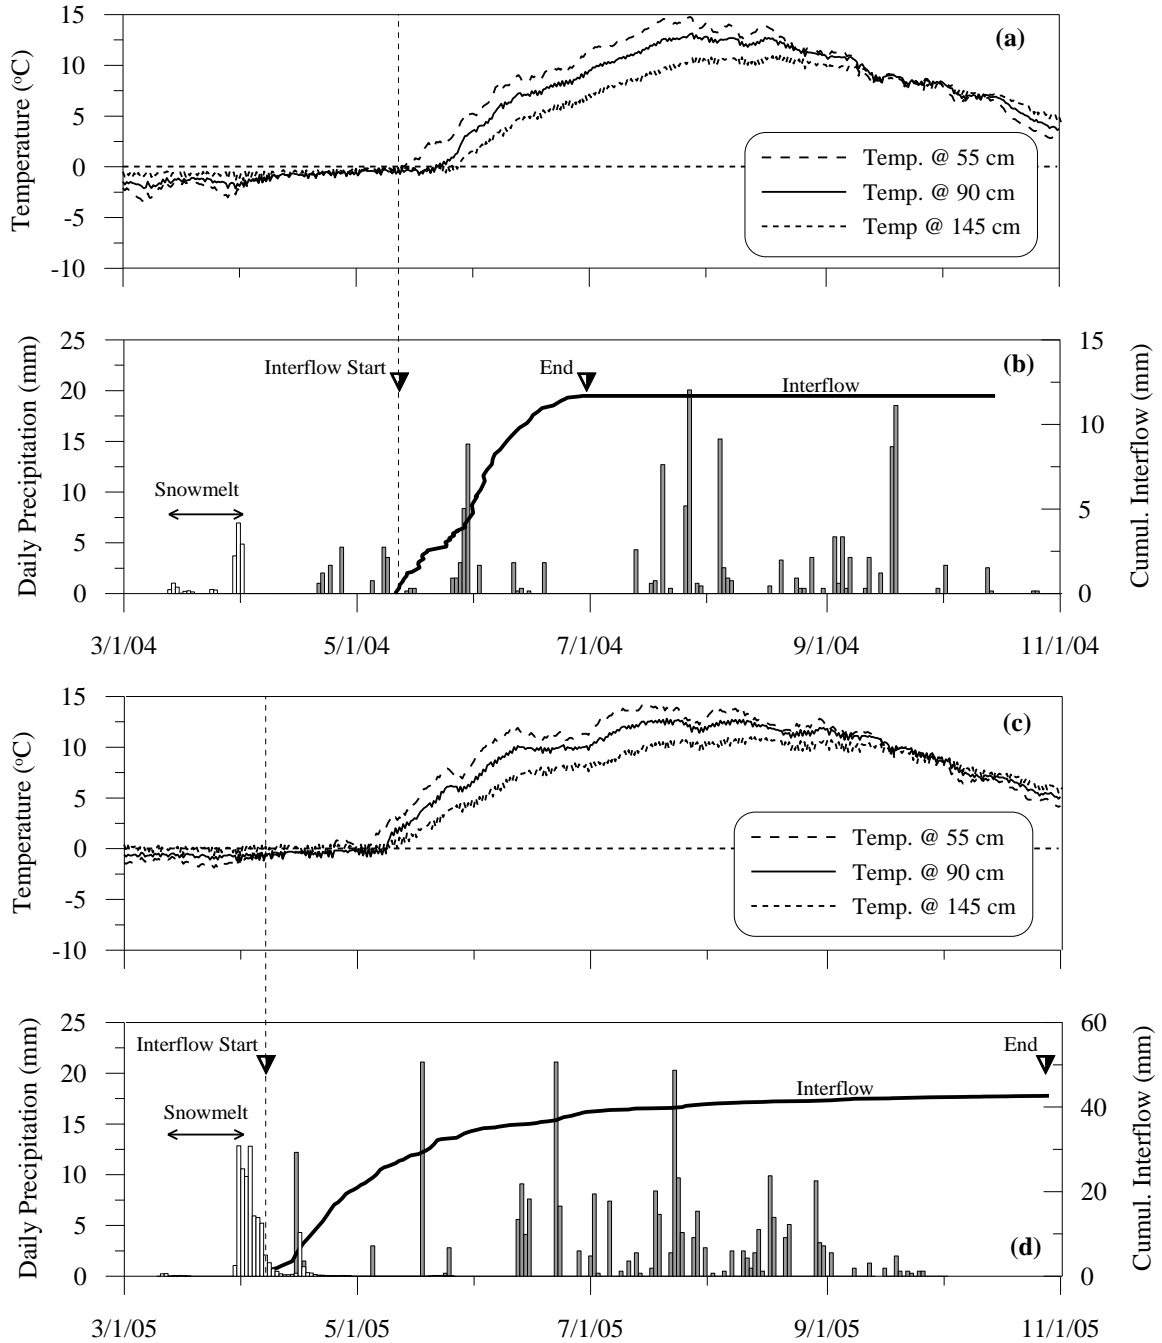 15
10
5
0
-5
-10
Temperature (°C)
(a)
Temp. @ 55 cm
Temp. @ 90 cm
Temp @ 145 cm
25
20
15
10
5
0
Daily Precipitation (mm)
Interflow Start
End
(b)
Interflow
Snowmelt
15
10
5
0
Cumul. Interflow (mm)
3/1/04 5/1/04 7/1/04 9/1/04 11/1/04
15
10
5
0
-5
-10
Temperature (°C)
(c)
Temp. @ 55 cm
Temp. @ 90 cm
Temp. @ 145 cm
25
20
15
10
5
0
Daily Precipitation (mm)
Interflow Start
End
Interflow
Snowmelt
(d)
60
40
20
0
Cumul. Interflow (mm)
3/1/05 5/1/05 7/1/05 9/1/05 11/1/05